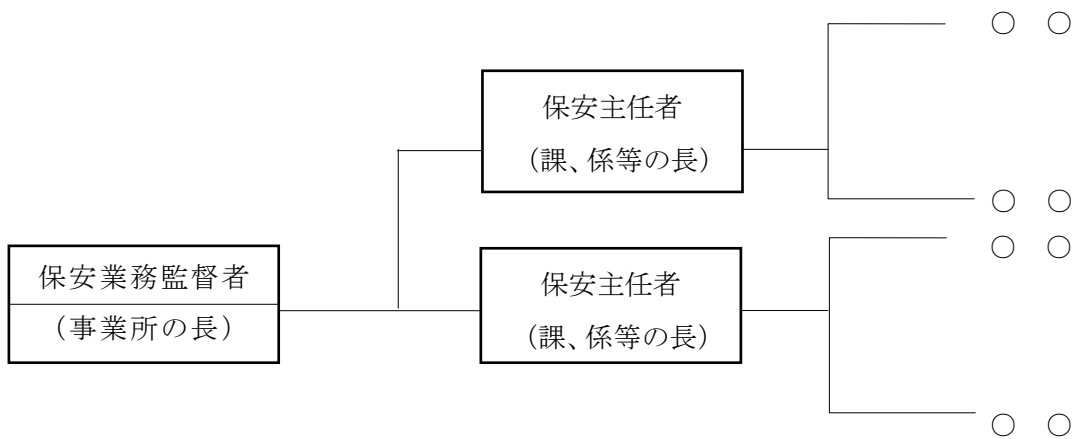 ○ ○
保安主任者
（課、係等の長）
○ ○
○ ○
保安業務監督者
（事業所の長）
保安主任者
（課、係等の長）
○ ○